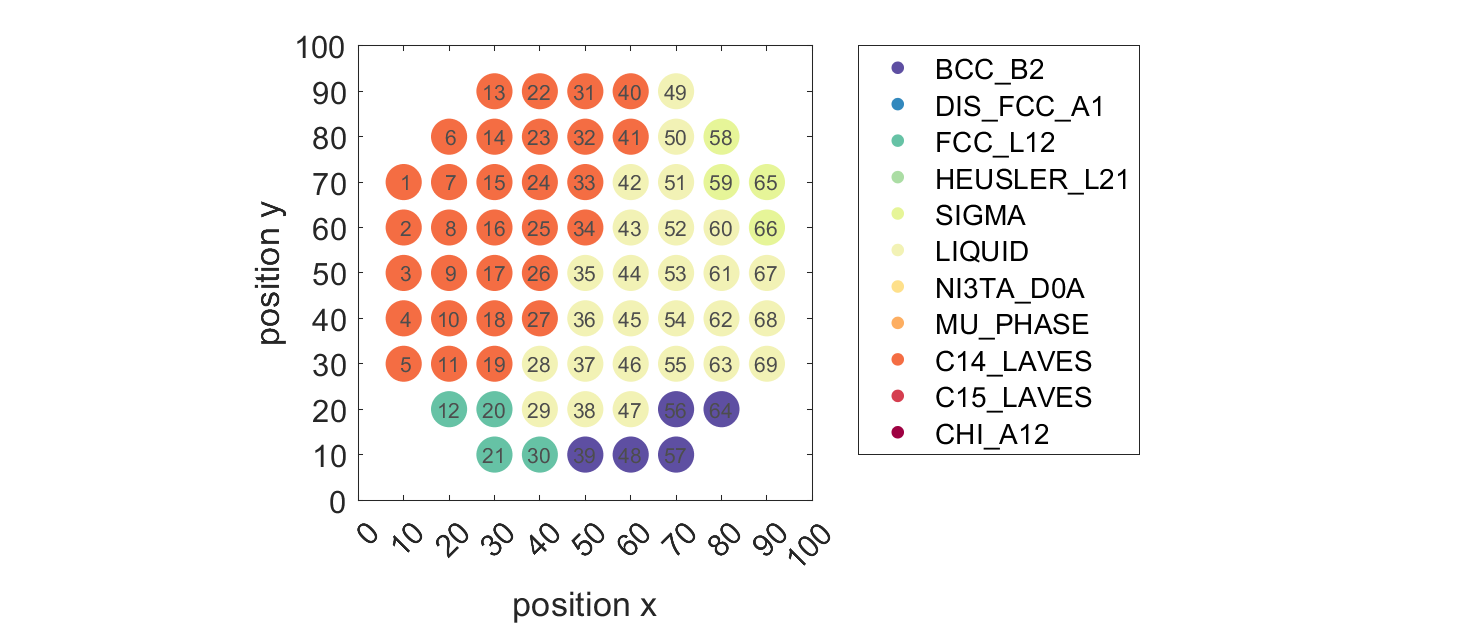 100
90
80
70
60
50
40
30
20
10
0
position y
13 22 31 40 49
6 14 23 32 41 50 58
1 7 15 24 33 42 51 59 65
2 8 16 25 34 43 52 60 66
3 9 17 26 35 44 53 61 67
4 10 18 27 36 45 54 62 68
5 11 19 28 37 46 55 63 69
12 20 29 38 47 56 64
21 30 39 48 57
0 10 20 30 40 50 60 70 80 90 100
position x
BCC_B2
DIS_FCC_A1
FCC_L12
HEUSLER_L21
SIGMA
LIQUID
NI3TA_D0A
MU_PHASE
C14_LAVES
C15_LAVES
CHI_A12